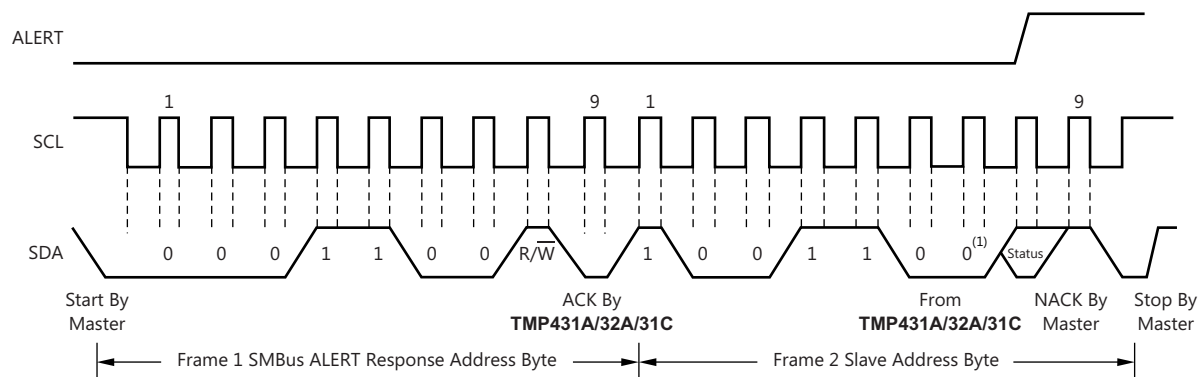 ALERT
1 9 1 9
SCL
SDA 0 0 0 1 1 0 0 R/W 1 0 0 1 1 0 0(1) Status
Start By Master
ACK By TMP431A/32A/31C
From TMP431A/32A/31C
NACK By Master
Stop By Master
Frame 1 SMBus ALERT Response Address Byte
Frame 2 Slave Address Byte